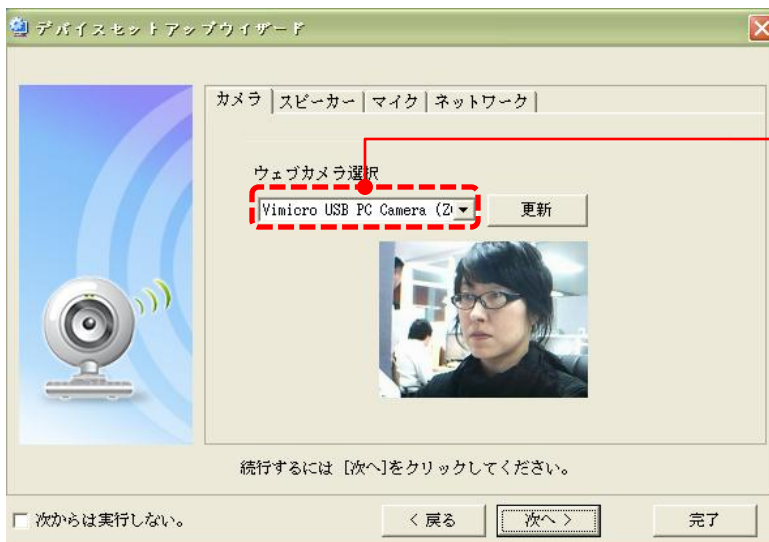 デバイスセットアップウィザード
カメラ スピーカー マイク ネットワーク
ウェブカメラ選択
Vimicro USB PC Camera (Z 更新
続行するには [次へ]をクリックしてください。
次からは実行しない。 < 戻る 次へ > 完了